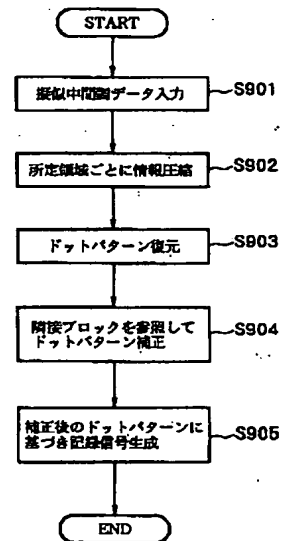 START
擬似中間調データ入力
S901
所定領域ごとに情報圧縮
S902
ドットパターン復元
S903
隣接ブロックを参照して
ドットパターン補正
S904
補正後のドットパターンに
基づき記録信号生成
S905
END